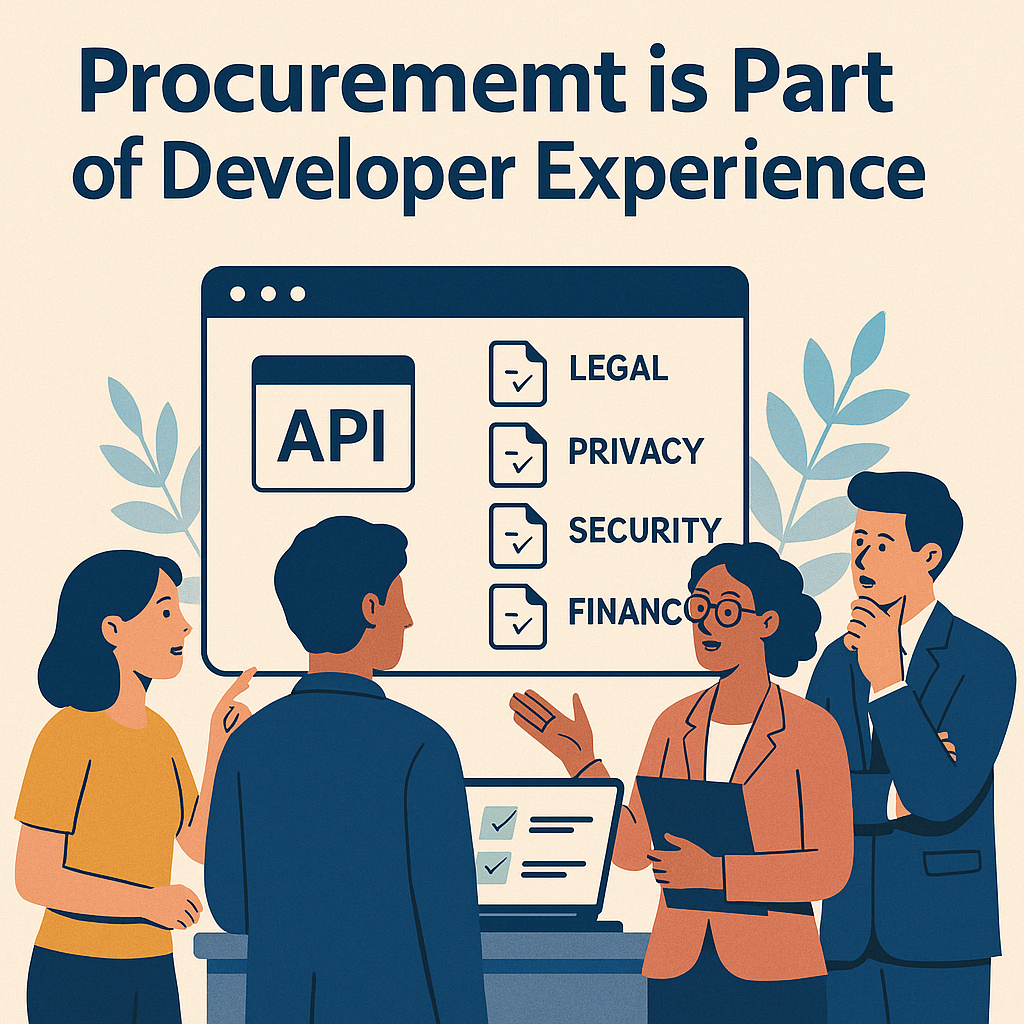 Procurememt is Part
of Developer Experience
API
LEGAL
PRIVACY
SECURITY
FINANC